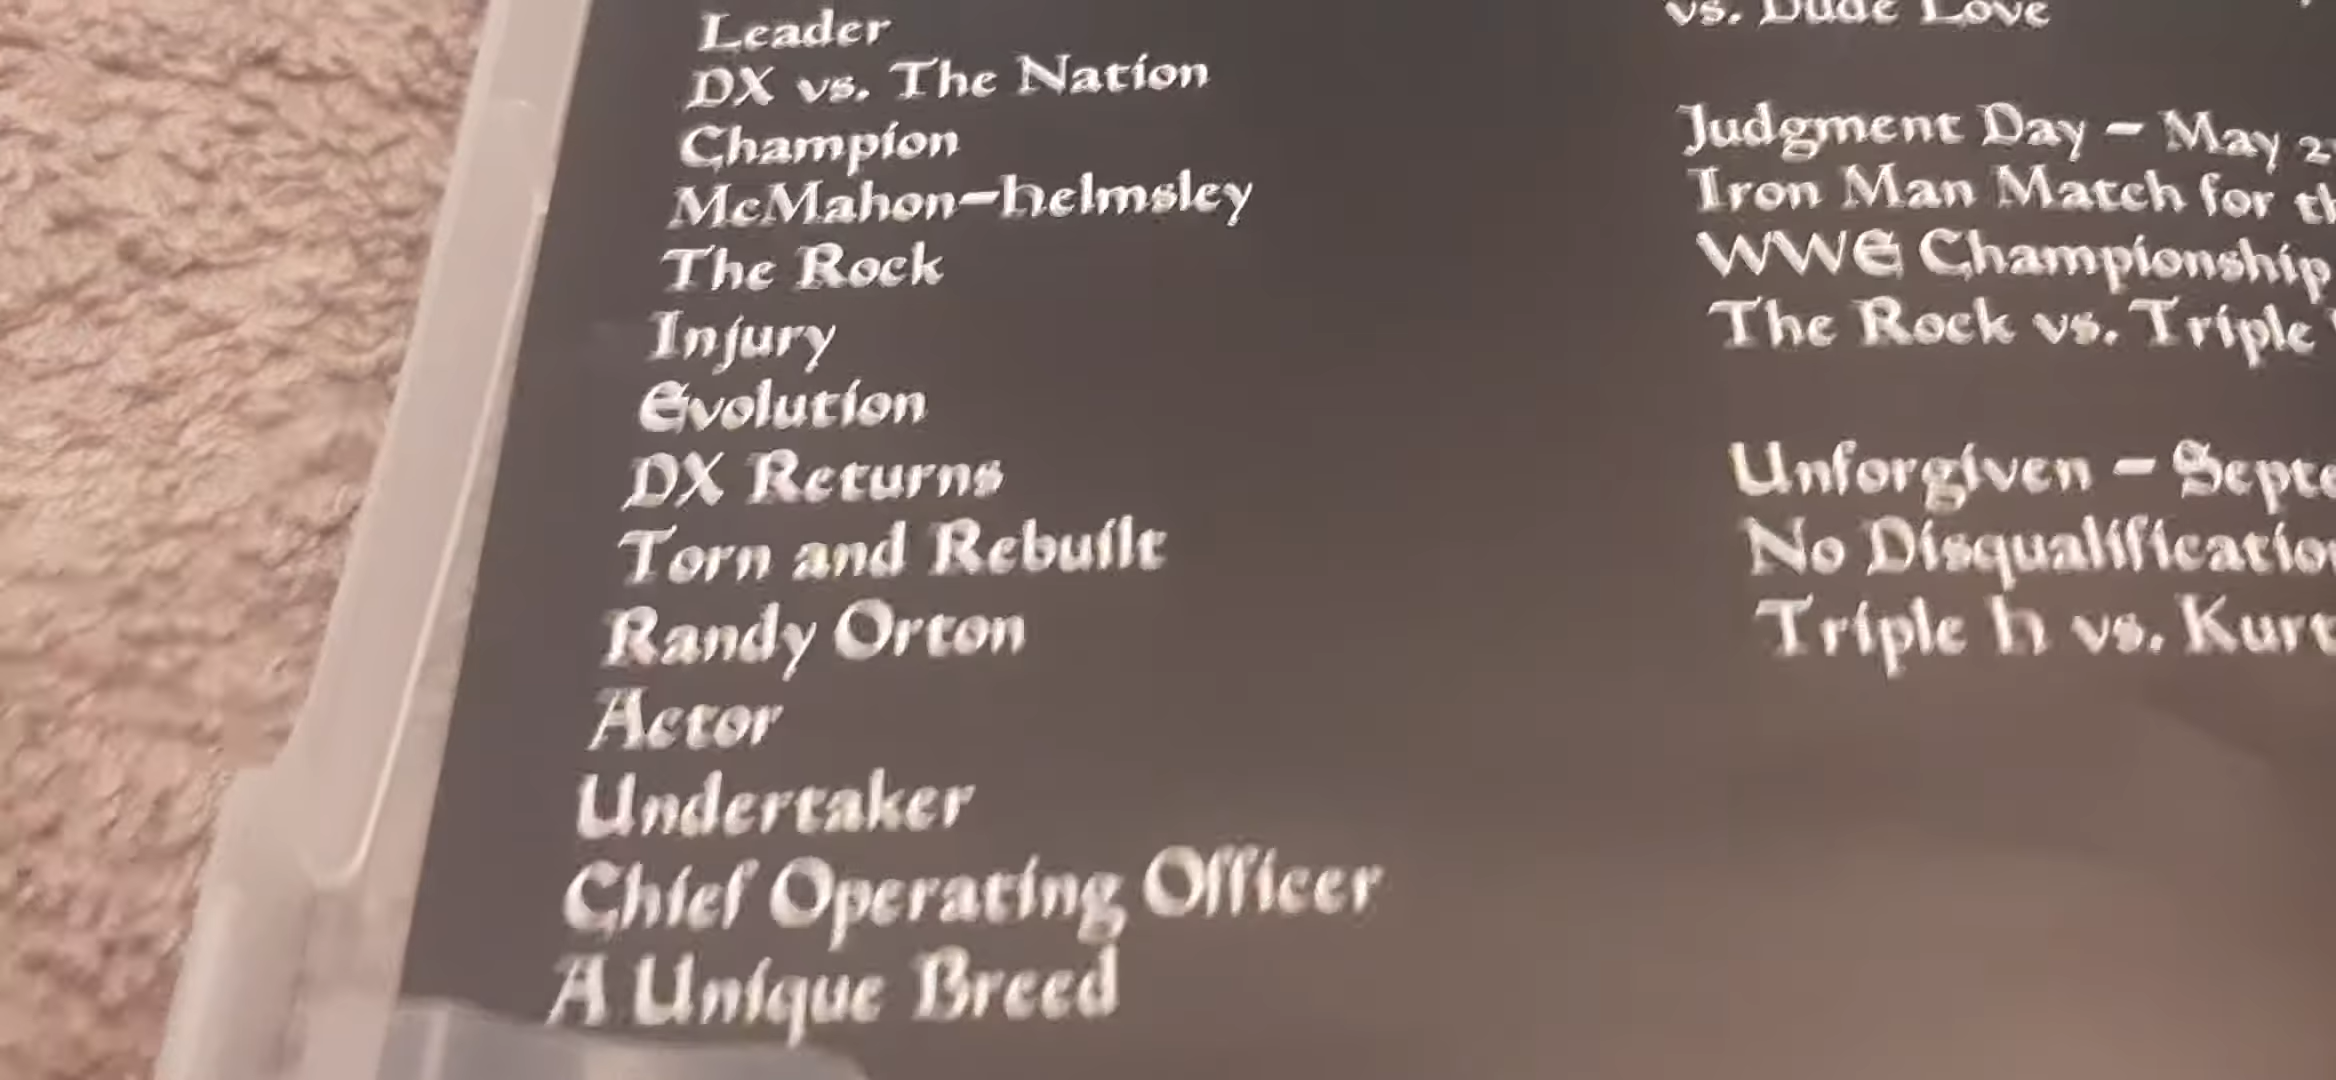 Leader
DX vs. The Nation
Champion
McMahon-Helmsley
The Rock
Injury
Evolution
DX Returns
Torn and Rebuilt
Randy Orton
Actor
Undertaker
Chief Operating Officer
A Unique Breed
vs. Dude Love
Judgment Day - May
Iron Man Match for
WWE Championship
The Rock vs. Triple
Unforgiven -
No
Triple H vs. Kurt